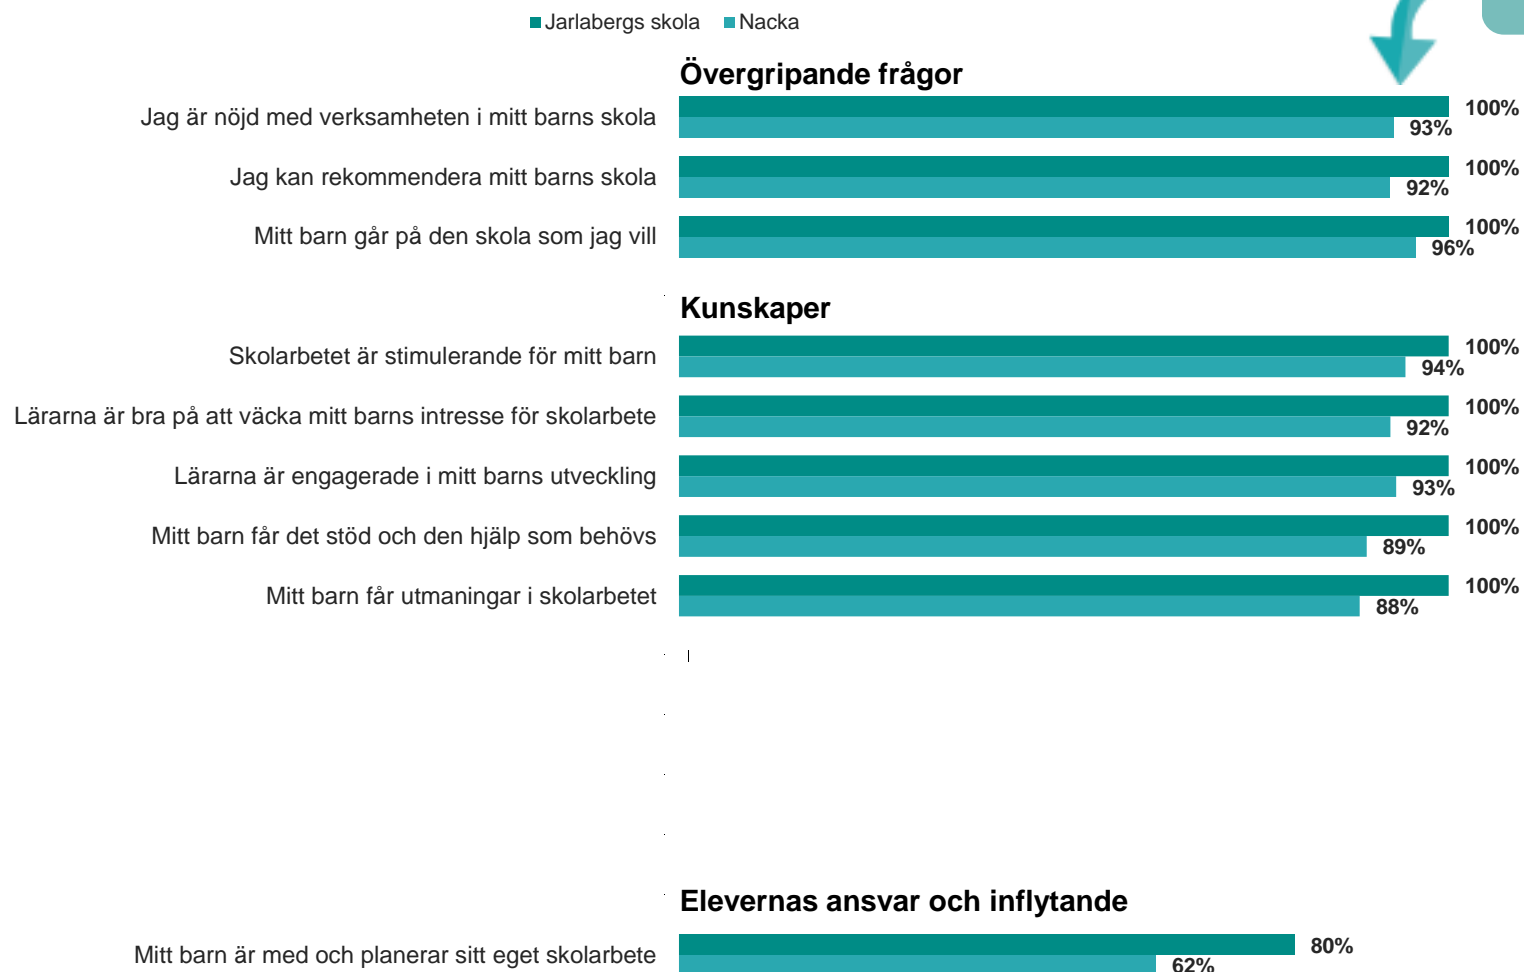 Jarlabergs skola Nacka
Övergripande frågor
Jag är nöjd med verksamheten i mitt barns skola 100%
93%
Jag kan rekommendera mitt barns skola 100%
92%
Mitt barn går på den skola som jag vill 100%
96%
Kunskaper
Skolarbetet är stimulerande för mitt barn 100%
94%
Lärarna är bra på att väcka mitt barns intresse för skolarbete 100%
92%
Lärarna är engagerade i mitt barns utveckling 100%
93%
Mitt barn får det stöd och den hjälp som behövs 100%
89%
Mitt barn får utmaningar i skolarbetet 100%
88%
Elevernas ansvar och inflytande
Mitt barn är med och planerar sitt eget skolarbete 80%
62%